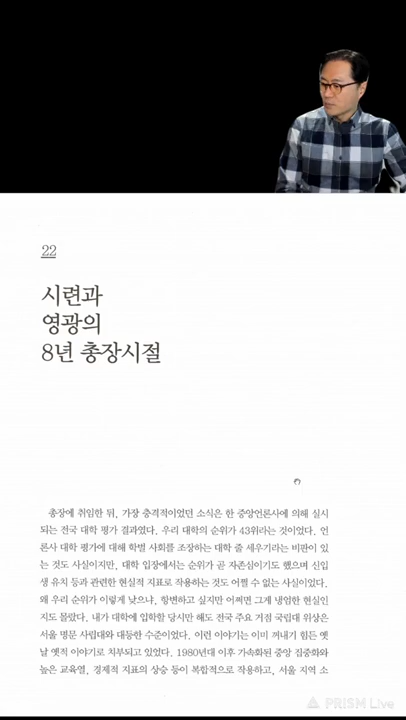 22
시련과
영광의
8년 총장시절
총장에 취임한 뒤, 가장 충격적이었던 소식은 한 중앙언론사에 의해 실시
되는 전국 대학 평가 결과였다. 우리 대학의 순위가 43위라는 것이었다. 언
론사 대학 평가에 대해 학벌 사회를 조장하는 대학 줄 세우기라는 비판이 있
는 것도 사실이지만, 대학 입장에서는 순위가 곧 자존심이기도 했으며 신입
생 유치 등과 관련한 현실적 지표로 작용하는 것도 어쩔 수 없는 사실이었다.
왜 우리 순위가 이렇게 낮으냐, 항변하고 싶지만 어쩌면 그게 냉엄한 현실인
지도 몰랐다. 내가 대학에 입학할 당시만 해도 전국 주요 거점 국립대 위상은
서울 명문 사립대와 대등한 수준이었다. 이런 이야기는 이미 꺼내기 힘든 옛
날 옛적 이야기로 치부되고 있었다. 1980년대 이후 가속화된 중앙 집중화와
높은 교육열, 경제적 지표의 상승 등이 복합적으로 작용하고, 서울 지역 소
PRISM Live